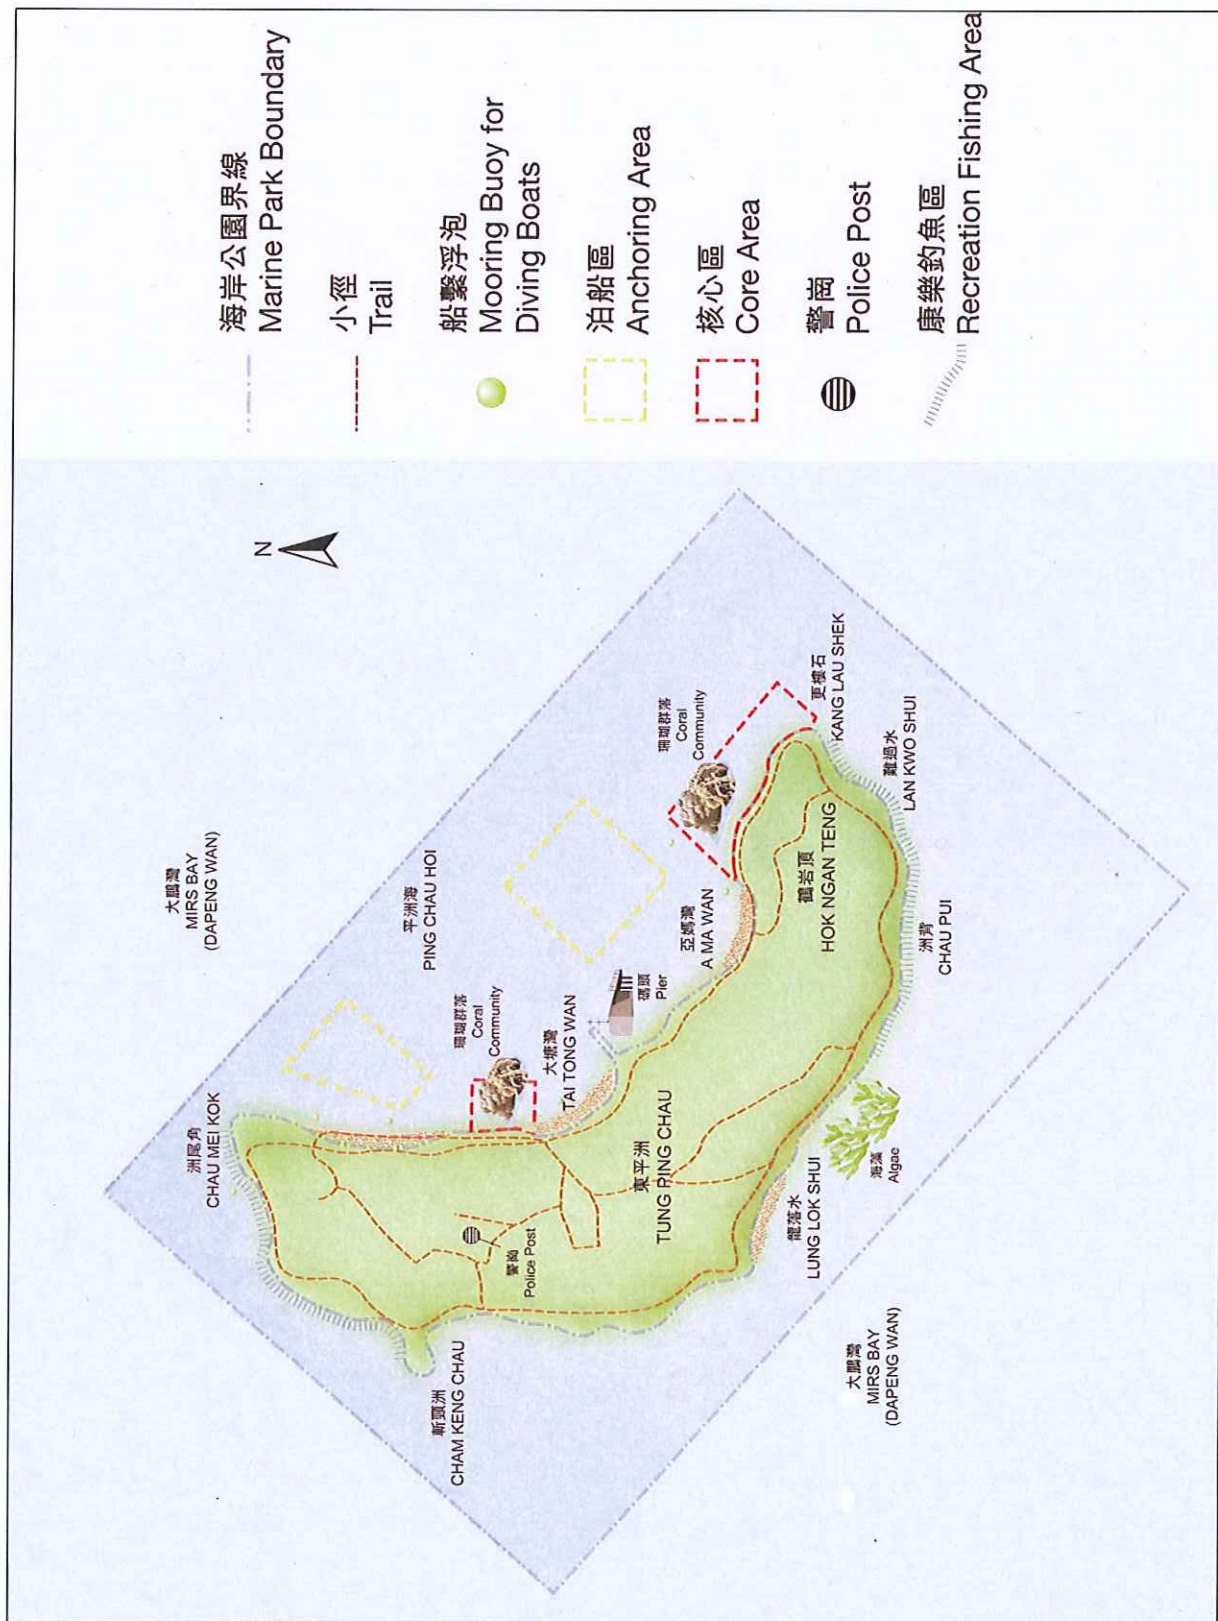 大鵬灣
MIRS BAY
(DAPENG WAN)
N
洲尾角
CHAU MEI KOK
平洲海
PING CHAU HOI
斬頸洲
CHAM KENG CHAU
珊瑚群落
Coral
Community
警崗
Police Post
大塘灣
TAI TONG WAN
碼頭
Pier
亞媽灣
A MA WAN
珊瑚群落
Coral
Community
東平洲
TUNG PING CHAU
鶴岩頂
HOK NGAN TENG
更樓石
KANG LAU SHEK
龍落水
LUNG LOK SHUI
海藻
Algae
難過水
LAN KWO SHUI
洲背
CHAU PUI
大鵬灣
MIRS BAY
(DAPENG WAN)
海岸公園界線
Marine Park Boundary
小徑
Trail
船繫浮泡
Mooring Buoy for
Diving Boats
泊船區
Anchoring Area
核心區
Core Area
警崗
Police Post
康樂釣魚區
Recreation Fishing Area